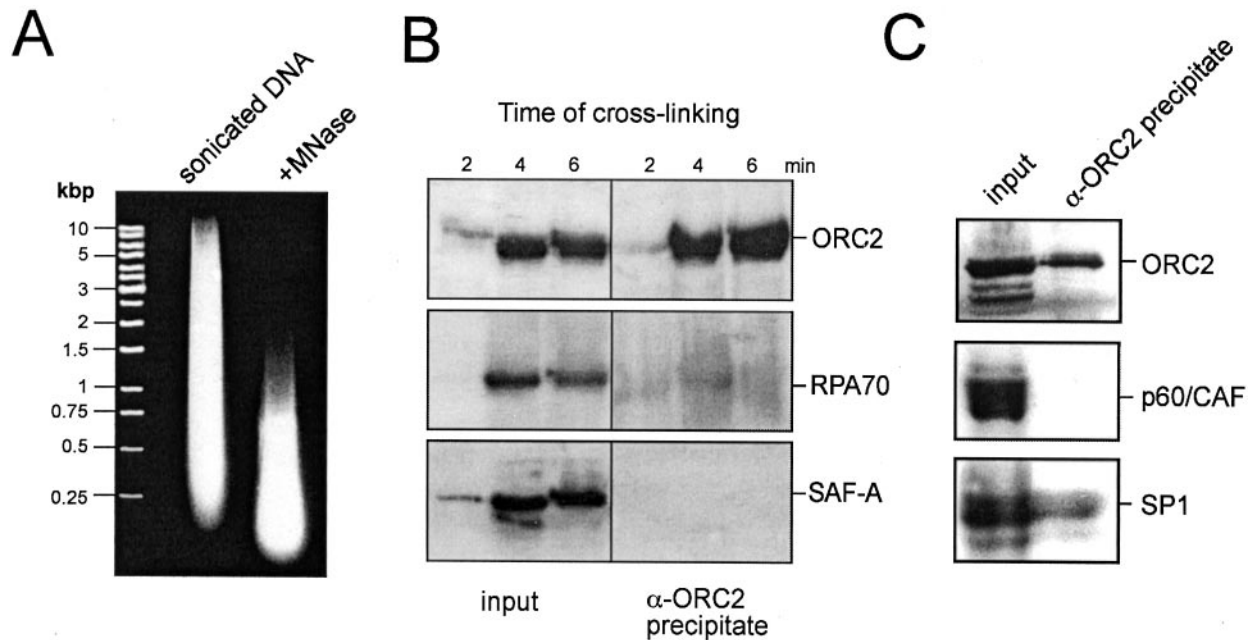 A
sonicated DNA
+MNase
kbp
10
5
3
2
1.5
1
0.75
0.5
0.25
B
Time of cross-linking
2 4 6 2 4 6 min
ORC2
RPA70
SAF-A
input
α-ORC2
precipitate
C
input
α-ORC2 precipitate
ORC2
p60/CAF
SP1